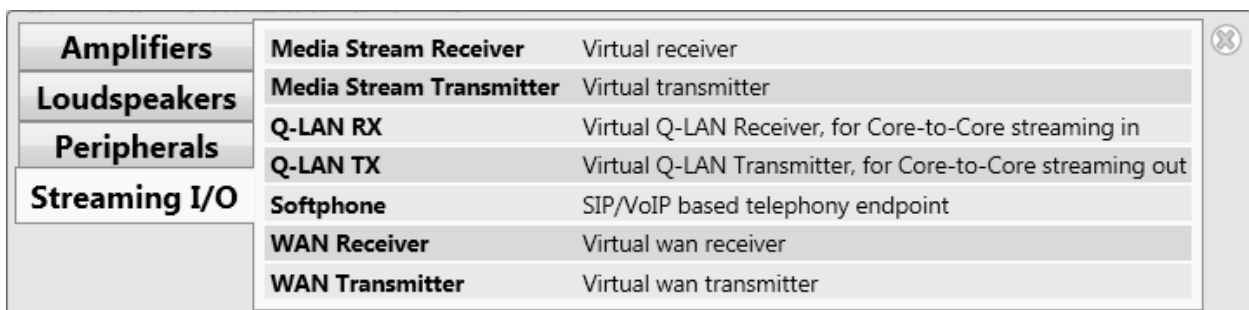 Amplifiers
Loudspeakers
Peripherals
Streaming I/O
Media Stream Receiver Virtual receiver
Media Stream Transmitter Virtual transmitter
Q-LAN RX Virtual Q-LAN Receiver, for Core-to-Core streaming in
Q-LAN TX Virtual Q-LAN Transmitter, for Core-to-Core streaming out
Softphone SIP/VoIP based telephony endpoint
WAN Receiver Virtual wan receiver
WAN Transmitter Virtual wan transmitter